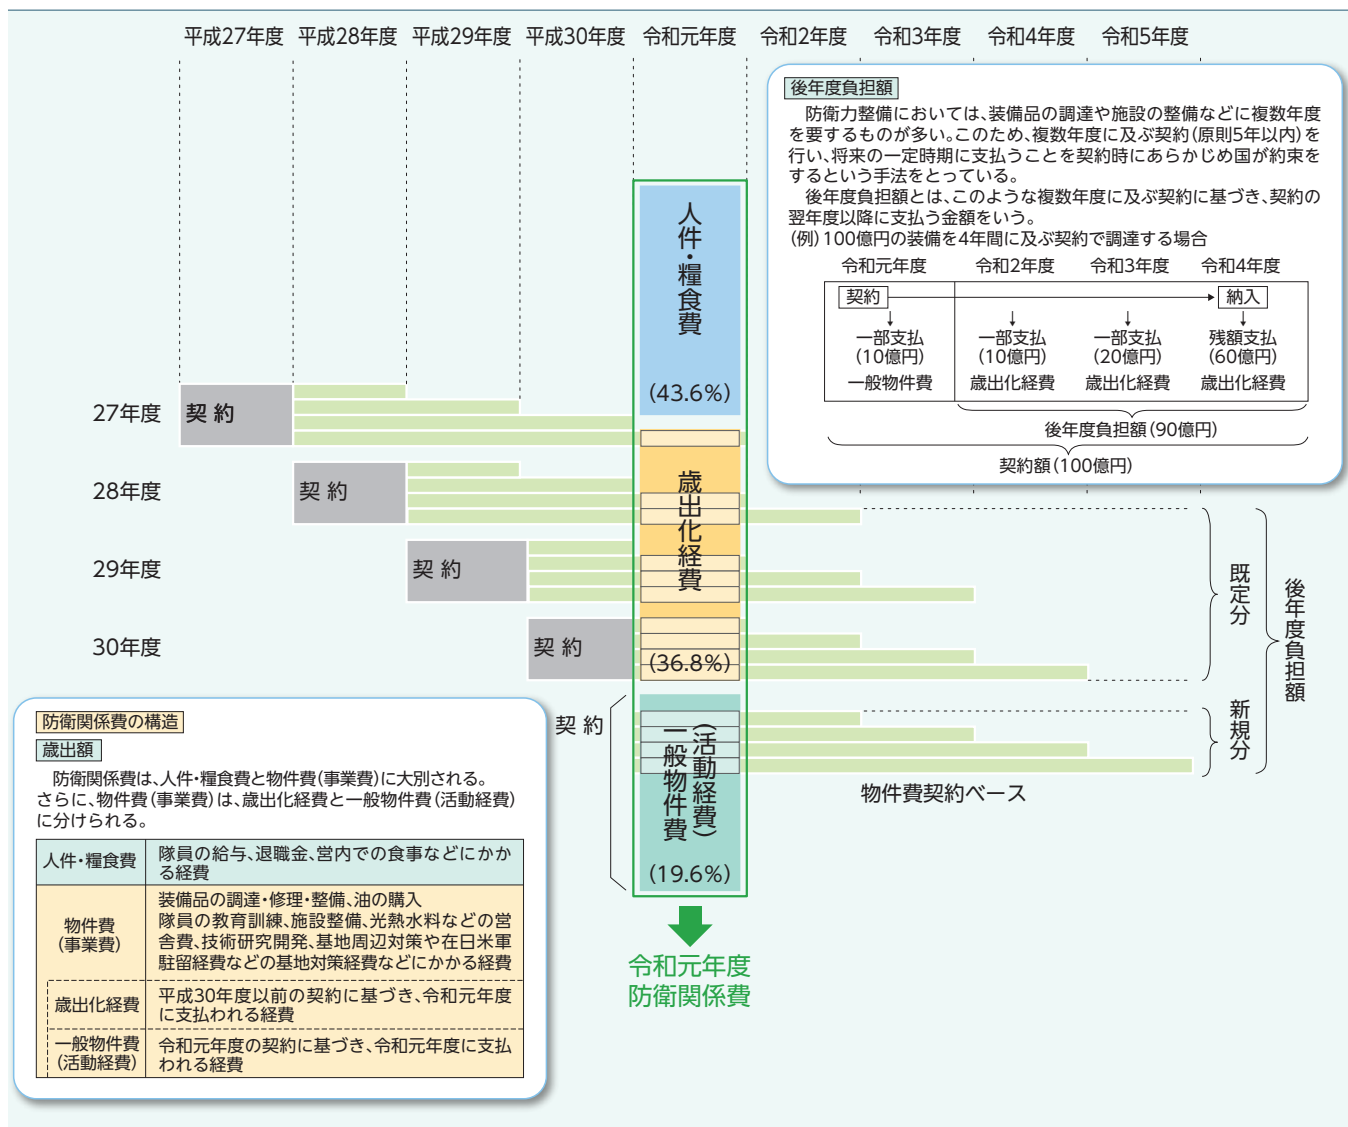 平成27年度 平成28年度 平成29年度 平成30年度 令和元年度 令和2年度 令和3年度 令和4年度 令和5年度
後年度負担額
防衛力整備においては、装備品の調達や施設の整備などに複数年度
を要するものが多い。このため、複数年度に及ぶ契約(原則5年以内)を
行い、将来の一定時期に支払うことを契約時にあらかじめ国が約束を
するという手法をとっている。
後年度負担額とは、このような複数年度に及ぶ契約に基づき、契約の
翌年度以降に支払う金額をいう。
(例)100億円の装備を4年間に及ぶ契約で調達する場合
令和元年度 令和2年度 令和3年度 令和4年度
契約 納入
一部支払 一部支払 一部支払 残額支払
(10億円) (10億円) (20億円) (60億円)
一般物件費 歳出化経費 歳出化経費 歳出化経費
後年度負担額(90億円)
契約額(100億円)
人件・糧食費
(43.6%)
27年度 契約
28年度 契約
29年度 契約
30年度 契約
歳出化経費
(36.8%)
既定分
後年度負担額
新規分
契約
一般物件費
(活動経費)
(19.6%)
物件費契約ベース
令和元年度
防衛関係費
防衛関係費の構造
歳出額
防衛関係費は、人件・糧食費と物件費(事業費)に大別される。
さらに、物件費(事業費)は、歳出化経費と一般物件費(活動経費)
に分けられる。
人件・糧食費
隊員の給与、退職金、営内での食事などにかか
る経費
物件費
(事業費)
装備品の調達・修理・整備、油の購入
隊員の教育訓練、施設整備、光熱水料などの営
舎費、技術研究開発、基地周辺対策や在日米軍
駐留経費などの基地対策経費などにかかる経費
歳出化経費
平成30年度以前の契約に基づき、令和元年度
に支払われる経費
一般物件費
(活動経費)
令和元年度の契約に基づき、令和元年度に支払
われる経費